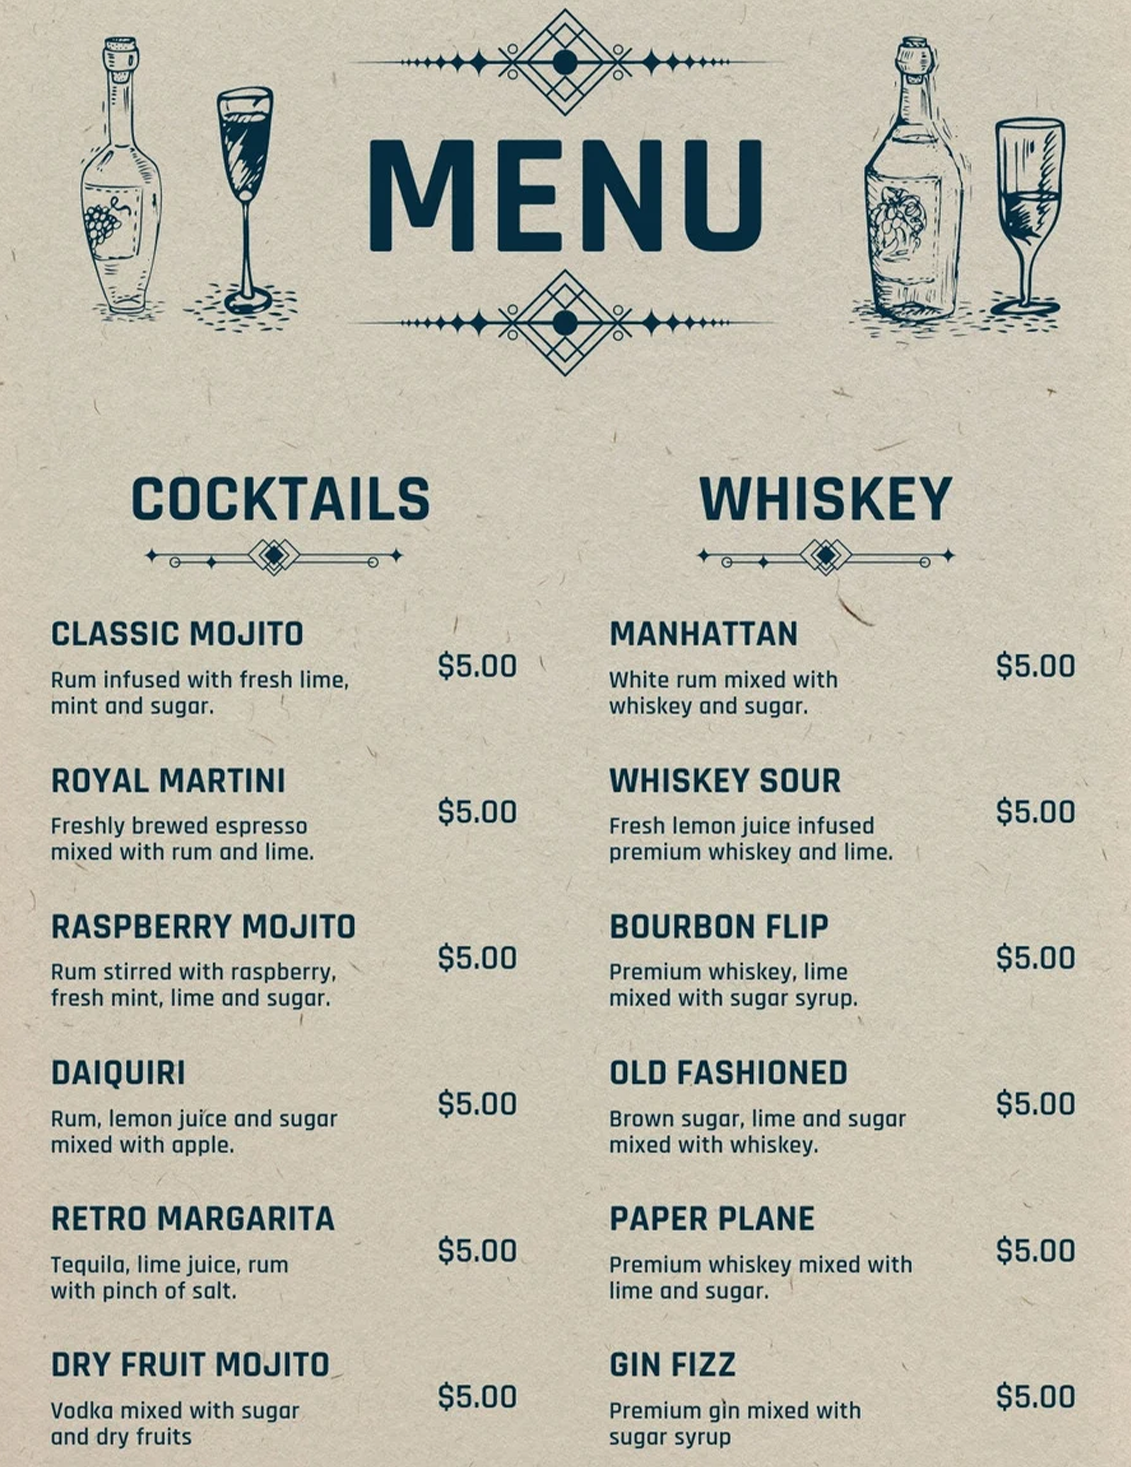 MENU
COCKTAILS
CLASSIC MOJITO
Rum infused with fresh lime,
mint and sugar.
$5.00
ROYAL MARTINI
Freshly brewed espresso
mixed with rum and lime.
$5.00
RASPBERRY MOJITO
Rum stirred with raspberry,
fresh mint, lime and sugar.
$5.00
DAIQUIRI
Rum, lemon juice and sugar
mixed with apple.
$5.00
RETRO MARGARITA
Tequila, lime juice, rum
with pinch of salt.
$5.00
DRY FRUIT MOJITO
Vodka mixed with sugar
and dry fruits
$5.00
WHISKEY
MANHATTAN
White rum mixed with
whiskey and sugar.
$5.00
WHISKEY SOUR
Fresh lemon juice infused
premium whiskey and lime.
$5.00
BOURBON FLIP
Premium whiskey, lime
mixed with sugar syrup.
$5.00
OLD FASHIONED
Brown sugar, lime and sugar
mixed with whiskey.
$5.00
PAPER PLANE
Premium whiskey mixed with
lime and sugar.
$5.00
GIN FIZZ
Premium gin mixed with
sugar syrup
$5.00